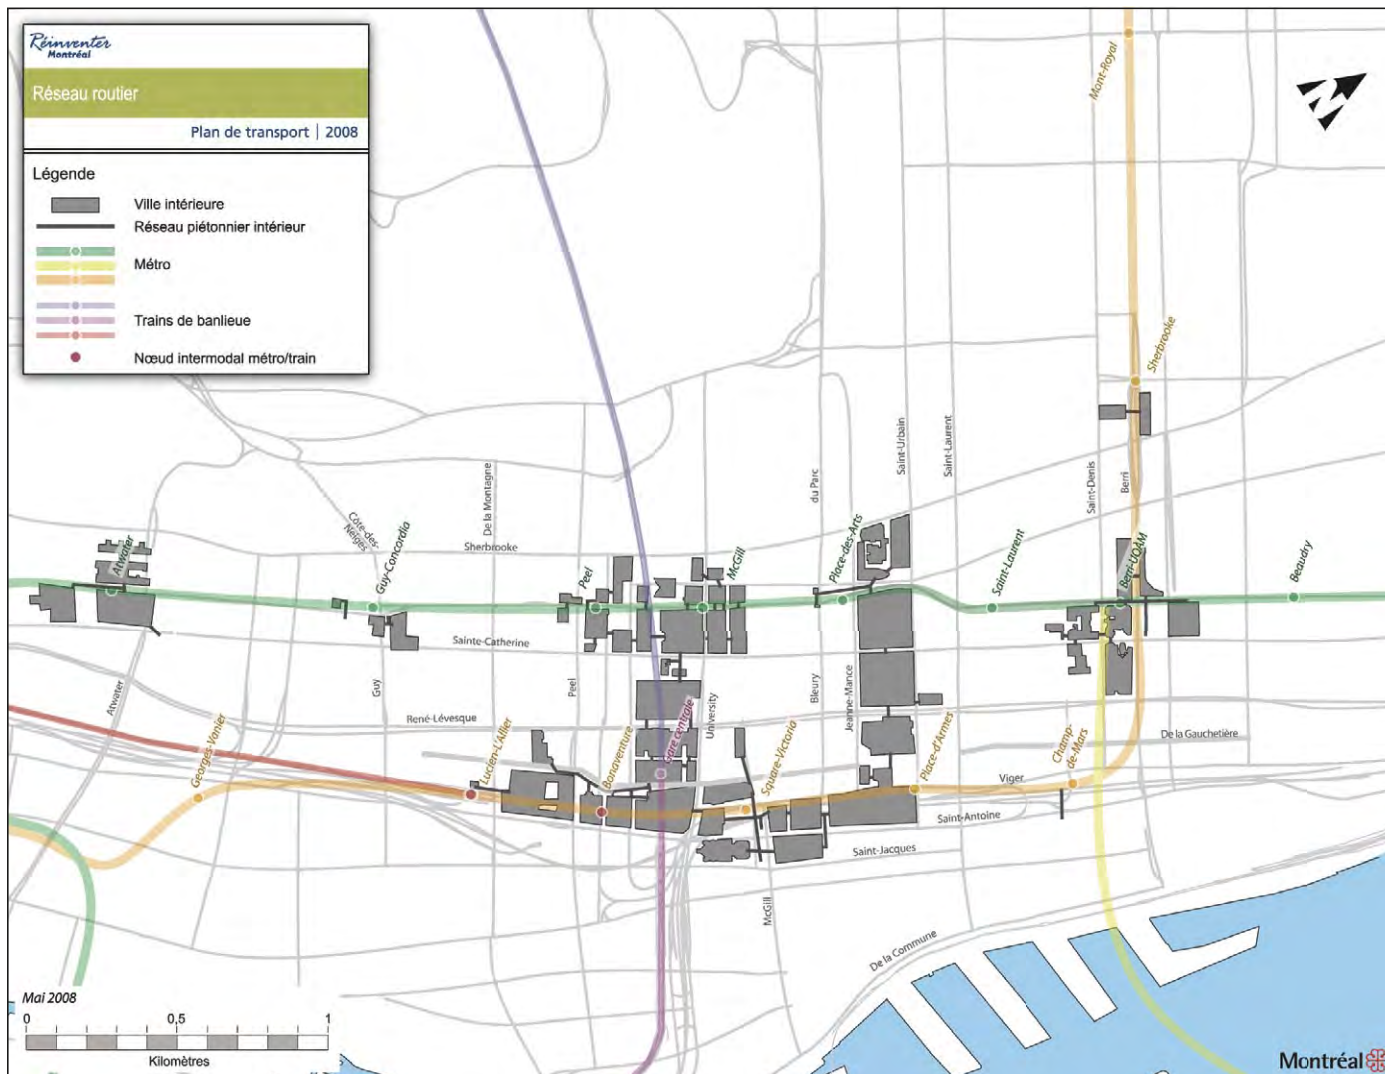 Réinventer
Montréal
Réseau routier
Plan de transport | 2008
Légende
Ville intérieure
Réseau piétonnier intérieur
Métro
Trains de banlieue
Nœud intermodal métro/train
N
Mont-Royal
Sherbrooke
Saint-Urbain
Saint-Laurent
du Parc
Saint-Denis
Berri
De la Montagne
Côte-des-
Neiges
Sherbrooke
Atwater
Guy-Concordia
Peel
McGill
Place-des-Arts
Saint-Laurent
Berri-UQAM
Beaudry
Sainte-Catherine
Atwater
Guy
Peel
University
Bleury
Jeanne-Mance
René-Lévesque
De la Gauchetière
Georges-Vanier
Lucien-L'Allier
Bonaventure
Gare centrale
Square-Victoria
Place-d'Armes
Champ-
de-Mars
Viger
Saint-Antoine
Saint-Jacques
McGill
De la Commune
Mai 2008
0 0,5 1
Kilomètres
Montréal